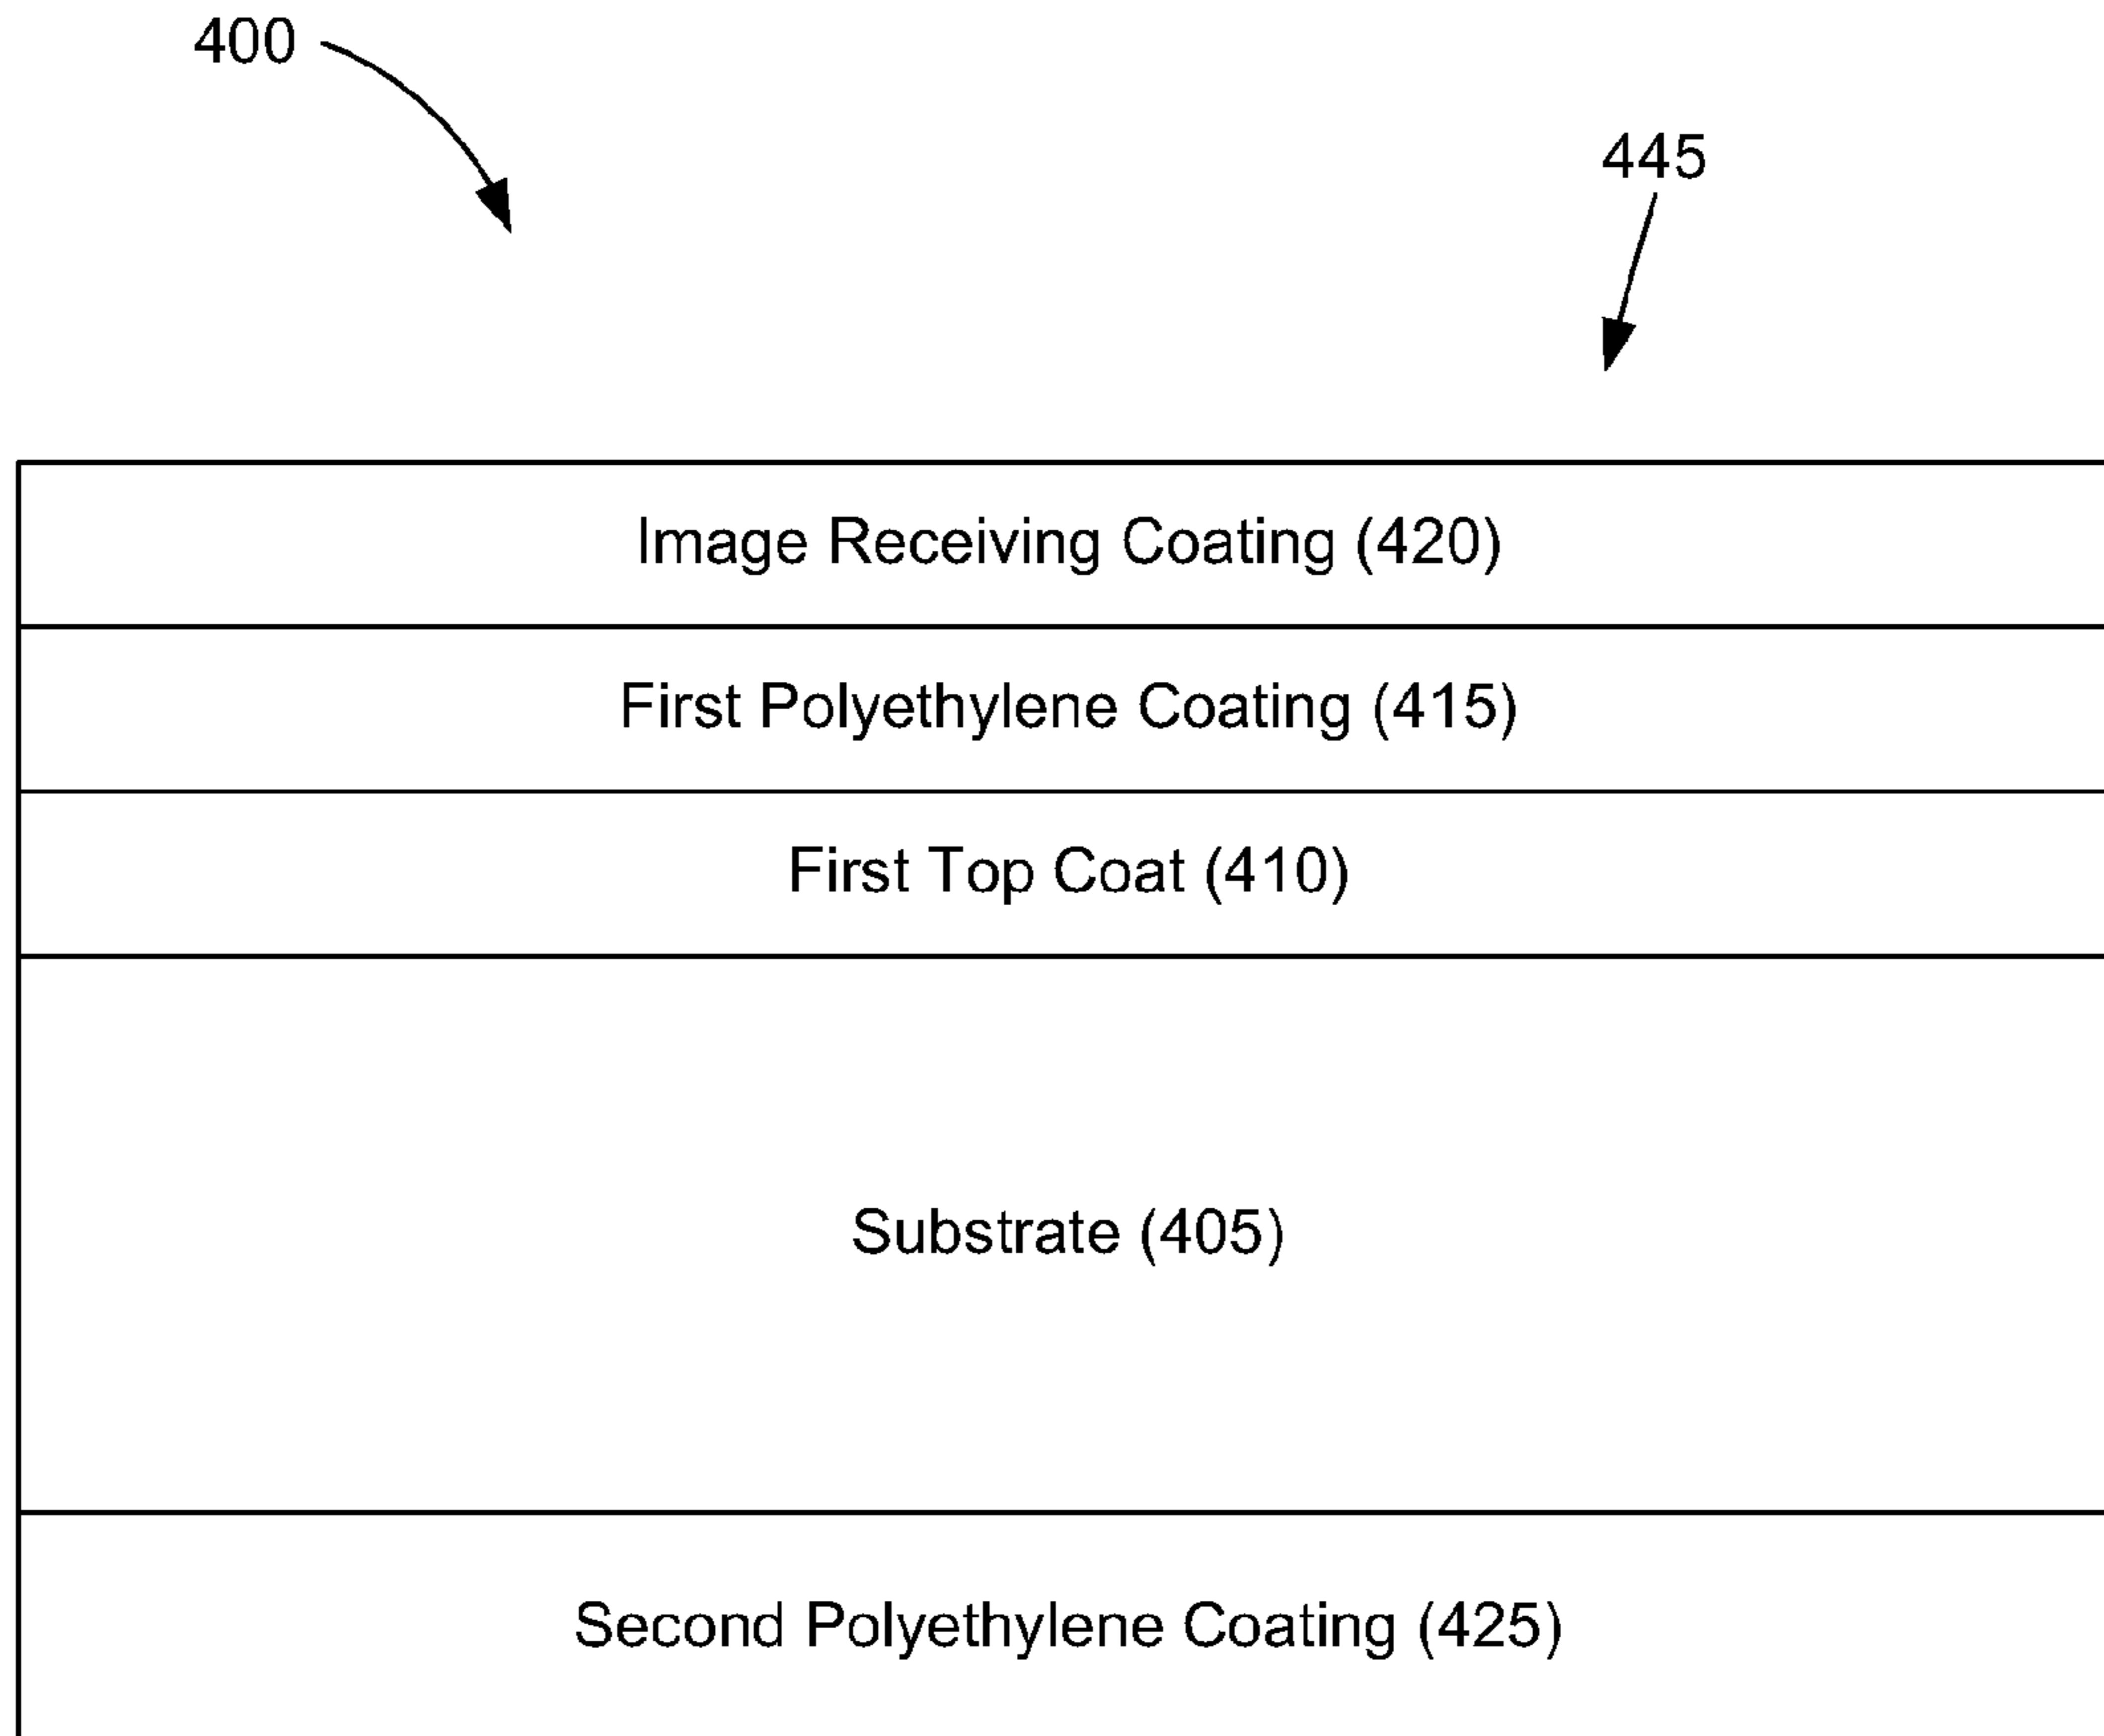 400
445
Image Receiving Coating (420)
First Polyethylene Coating (415)
First Top Coat (410)
Substrate (405)
Second Polyethylene Coating (425)